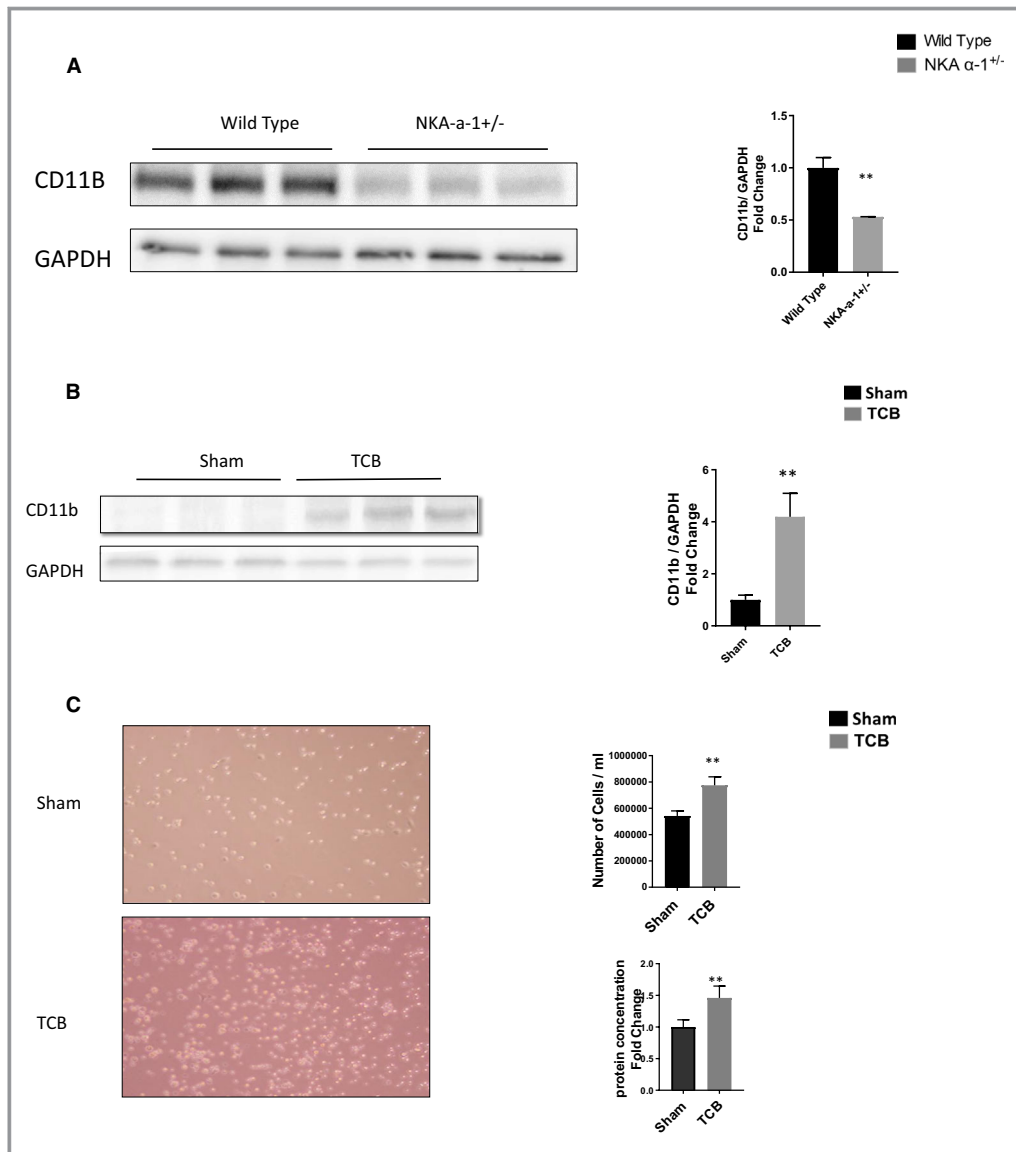 A
Wild Type
NKA α-1+/-
Wild Type
NKA-a-1+/-
CD11B
GAPDH
CD11b/ GAPDH
Fold Change
1.5
1.0
0.5
0.0
**
Wild Type
NKA-a-1+/-
B
Sham
TCB
Sham
TCB
CD11b
GAPDH
CD11b / GAPDH
Fold Change
6
4
2
0
**
Sham
TCB
C
Sham
TCB
Sham
TCB
Number of Cells / ml
1000000
800000
600000
400000
200000
0
**
Sham
TCB
protein concentration
Fold Change
2.0
1.5
1.0
0.5
0.0
**
Sham
TCB